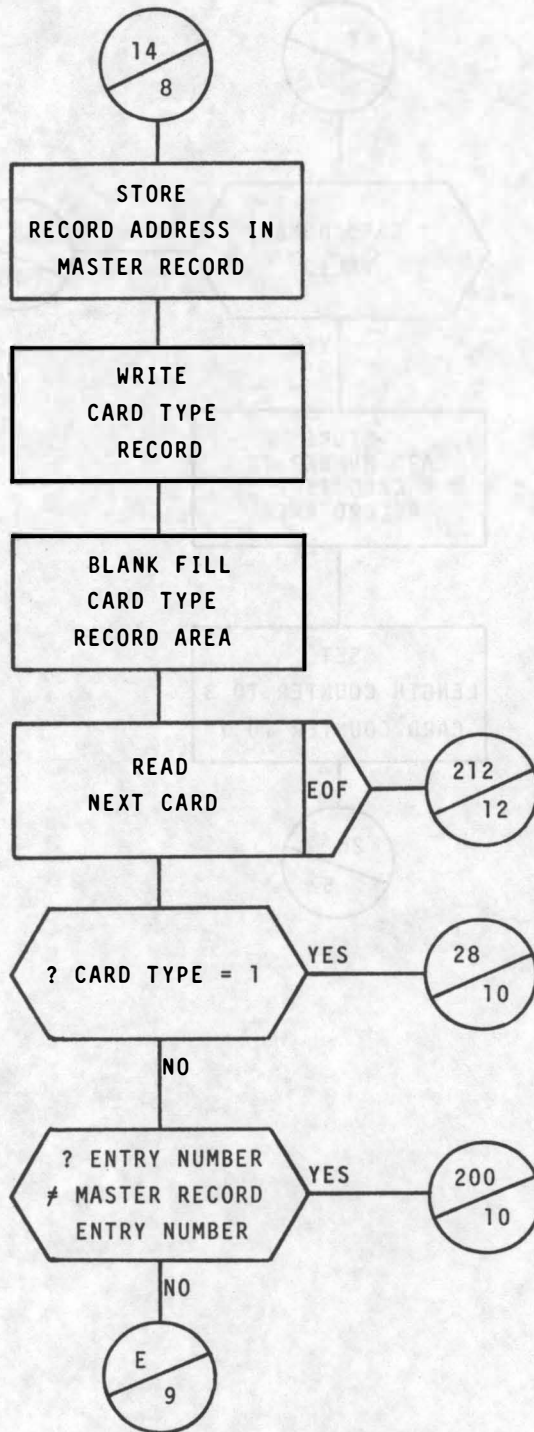 14
8
STORE
RECORD ADDRESS IN
MASTER RECORD
WRITE
CARD TYPE
RECORD
BLANK FILL
CARD TYPE
RECORD AREA
READ
NEXT CARD
EOF
212
12
? CARD TYPE = 1
YES
28
10
NO
? ENTRY NUMBER
≠ MASTER RECORD
ENTRY NUMBER
YES
200
10
NO
E
9